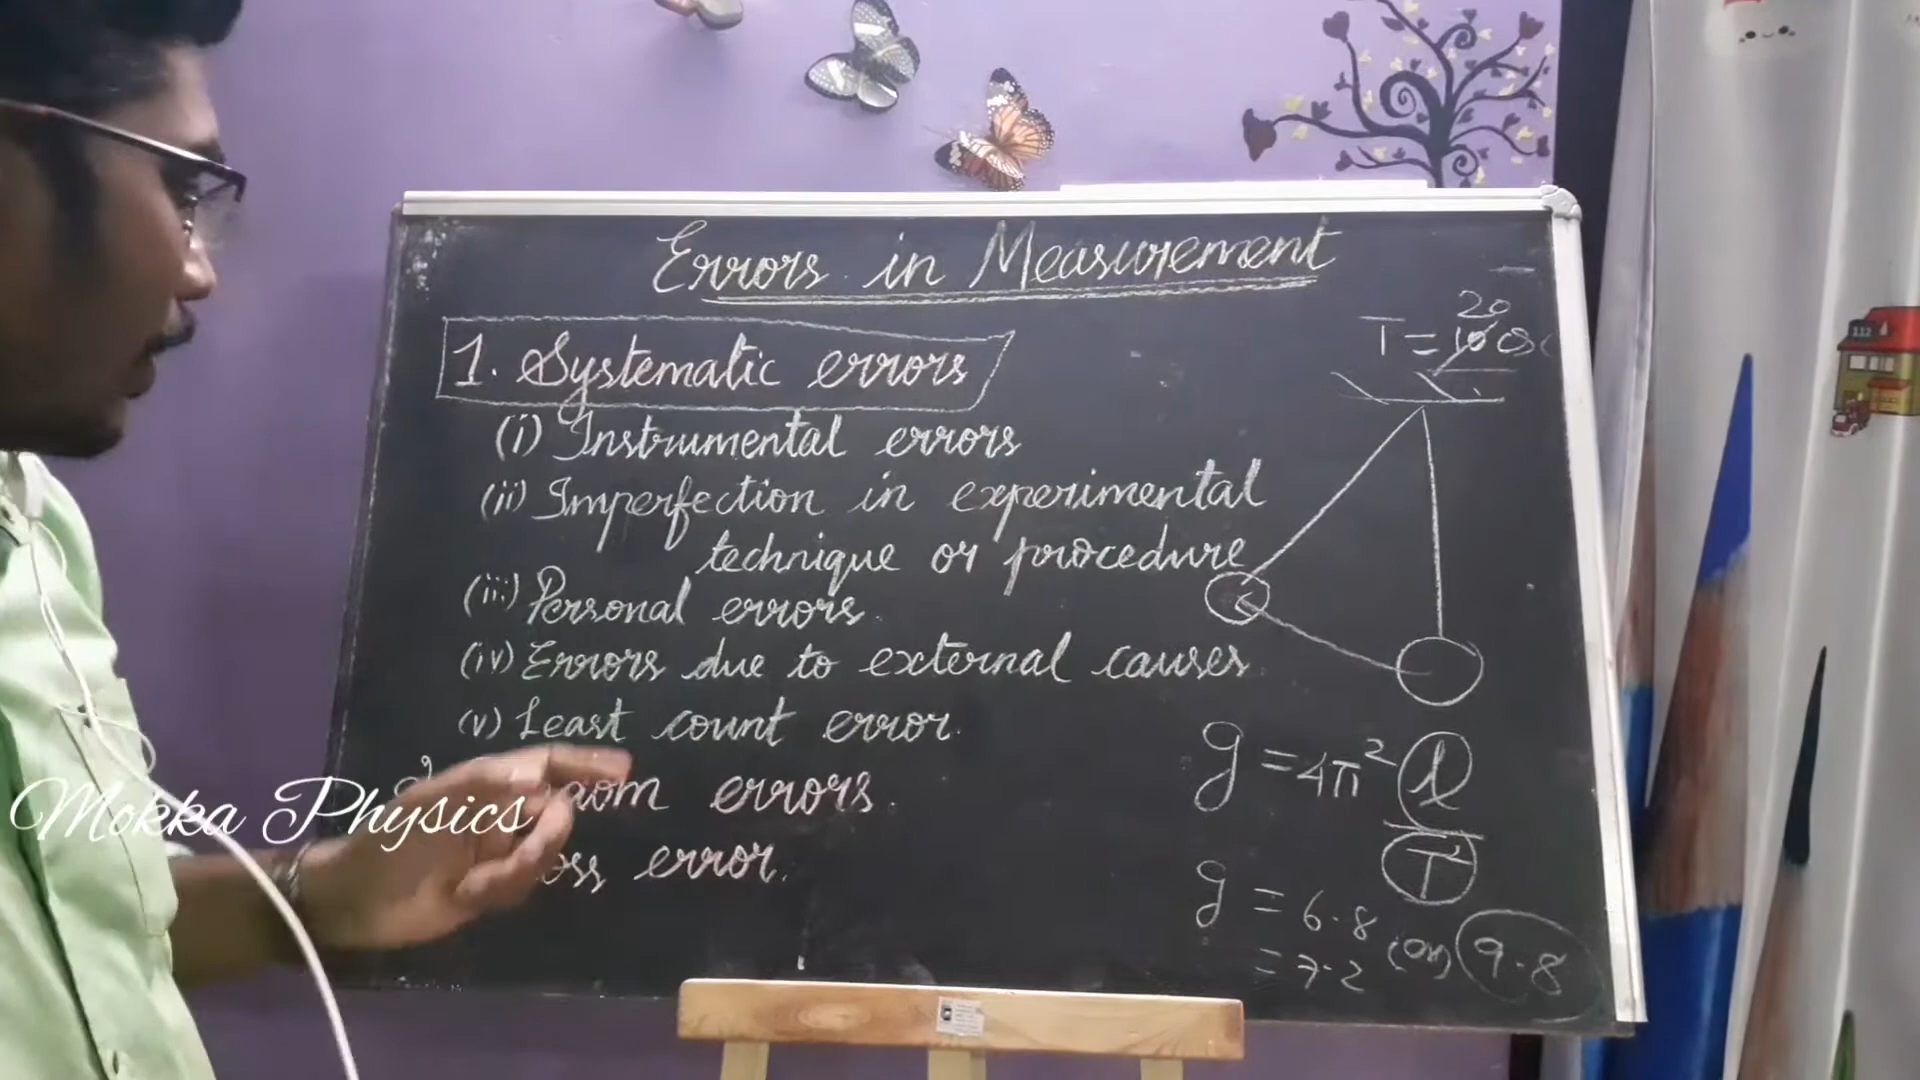 Errors in Measurement
1. Systematic errors
(i) Instrumental errors
(ii) Imperfection in experimental
technique or procedure
(iii) Personal errors.
(iv) Errors due to external causes
(v) Least count error.
errors.
error.
20
T = 10
g = 4π² l
T²
g = 6.8
= 7.2 (or) 9.8
Mokka Physics
112